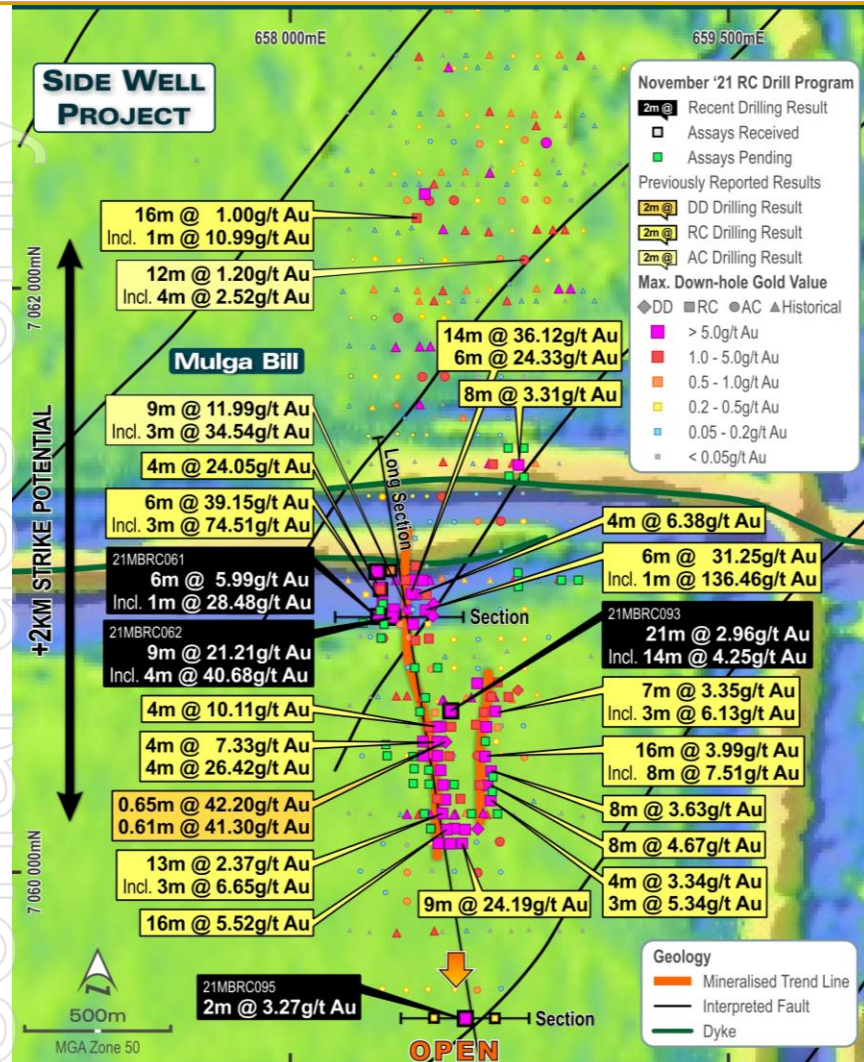 658 000mE
659 500mE
SIDE WELL
PROJECT
November '21 RC Drill Program
2m @ Recent Drilling Result
Assays Received
Assays Pending
Previously Reported Results
2m @ DD Drilling Result
2m @ RC Drilling Result
2m @ AC Drilling Result
Max. Down-hole Gold Value
DD RC AC Historical
> 5.0g/t Au
1.0 - 5.0g/t Au
0.5 - 1.0g/t Au
0.2 - 0.5g/t Au
0.05 - 0.2g/t Au
< 0.05g/t Au
16m @ 1.00g/t Au
Incl. 1m @ 10.99g/t Au
12m @ 1.20g/t Au
Incl. 4m @ 2.52g/t Au
7 062 000mN
14m @ 36.12g/t Au
6m @ 24.33g/t Au
Mulga Bill
8m @ 3.31g/t Au
9m @ 11.99g/t Au
Incl. 3m @ 34.54g/t Au
4m @ 24.05g/t Au
Long Section
6m @ 39.15g/t Au
Incl. 3m @ 74.51g/t Au
4m @ 6.38g/t Au
+2KM STRIKE POTENTIAL
21MBRC061
6m @ 5.99g/t Au
Incl. 1m @ 28.48g/t Au
6m 31.25g/t Au
Incl. 1m @ 136.46g/t Au
Section
21MBRC062
9m @ 21.21g/t Au
Incl. 4m @ 40.68g/t Au
21MBRC093
21m @ 2.96g/t Au
Incl. 14m @ 4.25g/t Au
4m @ 10.11g/t Au
7m @ 3.35g/t Au
Incl. 3m @ 6.13g/t Au
4m @ 7.33g/t Au
4m @ 26.42g/t Au
16m @ 3.99g/t Au
Incl. 8m @ 7.51g/t Au
0.65m @ 42.20g/t Au
0.61m @ 41.30g/t Au
8m @ 3.63g/t Au
8m @ 4.67g/t Au
13m @ 2.37g/t Au
Incl. 3m @ 6.65g/t Au
4m @ 3.34g/t Au
3m @ 5.34g/t Au
7 060 000mN
16m @ 5.52g/t Au
9m @ 24.19g/t Au
Geology
Mineralised Trend Line
Interpreted Fault
Dyke
21MBRC095
2m @ 3.27g/t Au
500m
MGA Zone 50
Section
OPEN